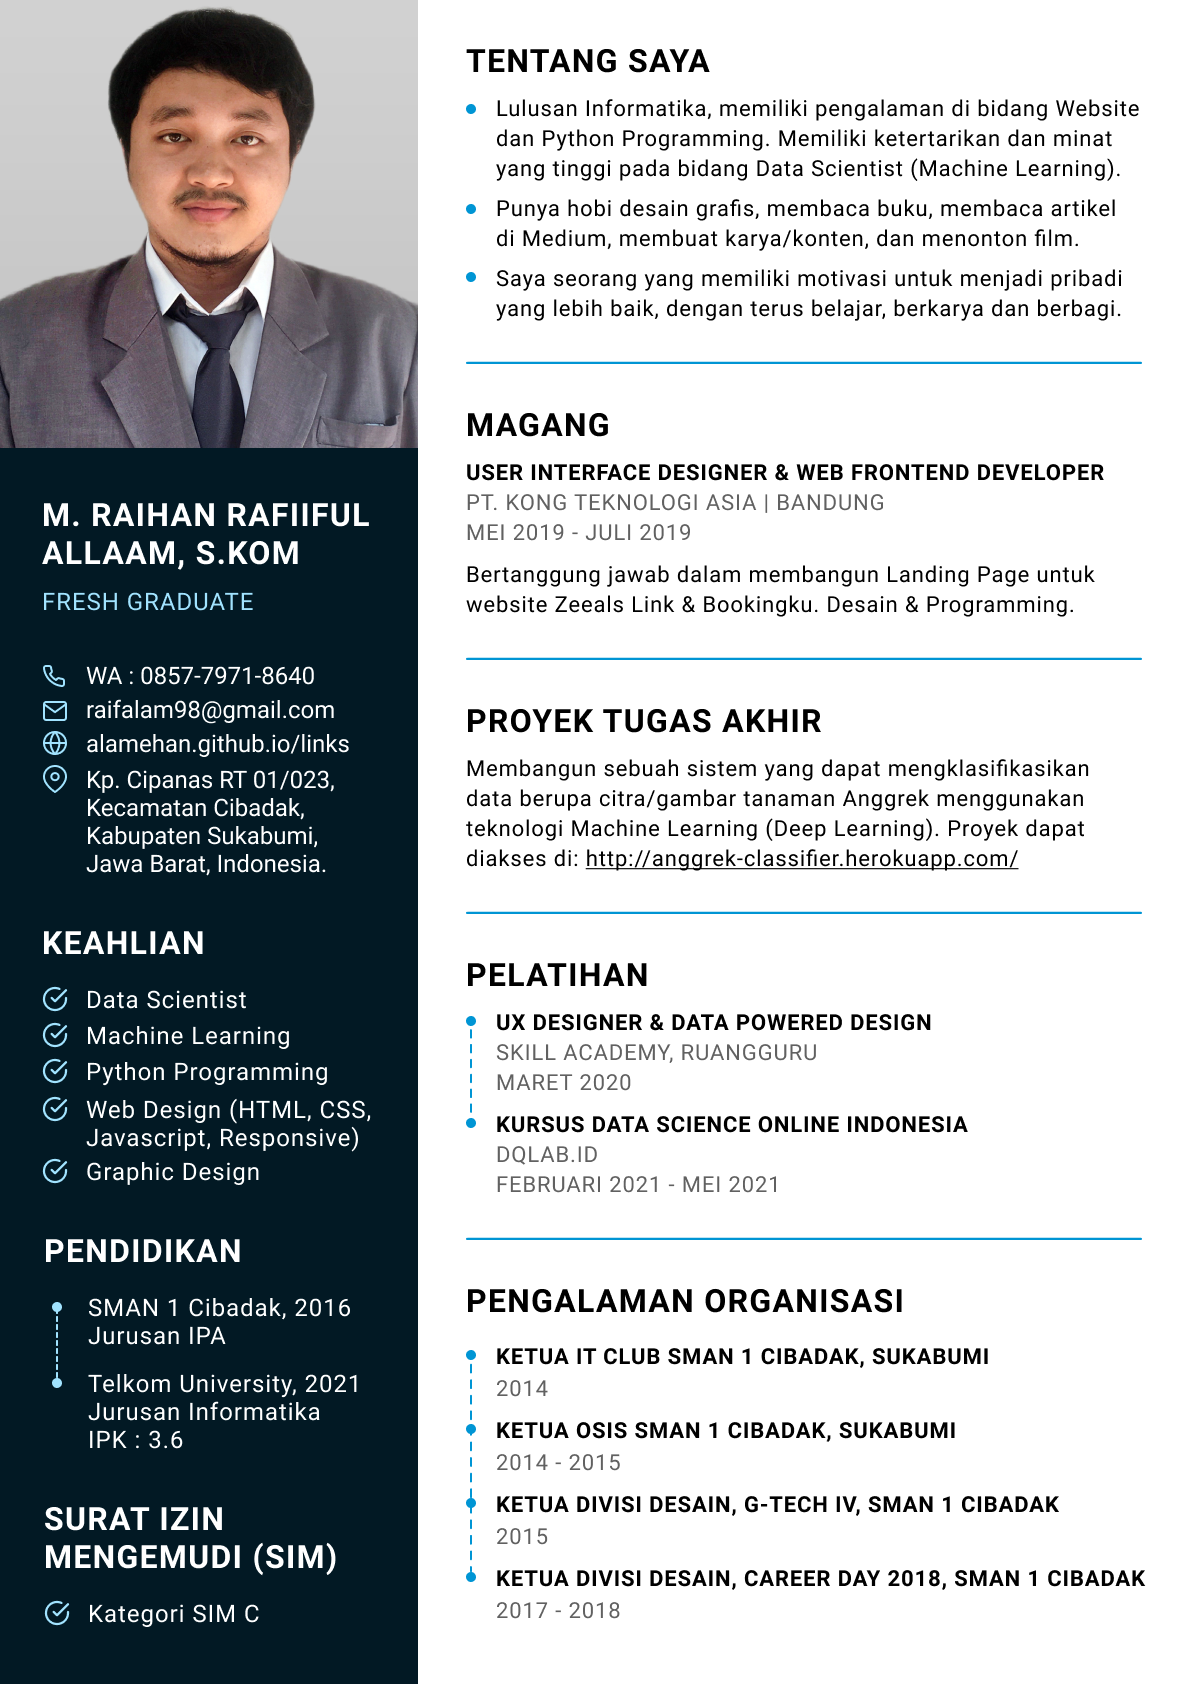 M. RAIHAN RAFIIFUL
ALLAAM, S.KOM
FRESH GRADUATE
WA : 0857-7971-8640
raifalam98@gmail.com
alamehan.github.io/links
Kp. Cipanas RT 01/023,
Kecamatan Cibadak,
Kabupaten Sukabumi,
Jawa Barat, Indonesia.
KEAHLIAN
Data Scientist
Machine Learning
Python Programming
Web Design (HTML, CSS,
Javascript, Responsive)
Graphic Design
PENDIDIKAN
SMAN 1 Cibadak, 2016
Jurusan IPA
Telkom University, 2021
Jurusan Informatika
IPK : 3.6
SURAT IZIN
MENGEMUDI (SIM)
Kategori SIM C
TENTANG SAYA
Lulusan Informatika, memiliki pengalaman di bidang Website
dan Python Programming. Memiliki ketertarikan dan minat
yang tinggi pada bidang Data Scientist (Machine Learning).
Punya hobi desain grafis, membaca buku, membaca artikel
di Medium, membuat karya/konten, dan menonton film.
Saya seorang yang memiliki motivasi untuk menjadi pribadi
yang lebih baik, dengan terus belajar, berkarya dan berbagi.
MAGANG
USER INTERFACE DESIGNER & WEB FRONTEND DEVELOPER
PT. KONG TEKNOLOGI ASIA | BANDUNG
MEI 2019 - JULI 2019
Bertanggung jawab dalam membangun Landing Page untuk
website Zeeals Link & Bookingku. Desain & Programming.
PROYEK TUGAS AKHIR
Membangun sebuah sistem yang dapat mengklasifikasikan
data berupa citra/gambar tanaman Anggrek menggunakan
teknologi Machine Learning (Deep Learning). Proyek dapat
diakses di: http://anggrek-classifier.herokuapp.com/
PELATIHAN
UX DESIGNER & DATA POWERED DESIGN
SKILL ACADEMY, RUANGGURU
MARET 2020
KURSUS DATA SCIENCE ONLINE INDONESIA
DQLAB.ID
FEBRUARI 2021 - MEI 2021
PENGALAMAN ORGANISASI
KETUA IT CLUB SMAN 1 CIBADAK, SUKABUMI
2014
KETUA OSIS SMAN 1 CIBADAK, SUKABUMI
2014 - 2015
KETUA DIVISI DESAIN, G-TECH IV, SMAN 1 CIBADAK
2015
KETUA DIVISI DESAIN, CAREER DAY 2018, SMAN 1 CIBADAK
2017 - 2018